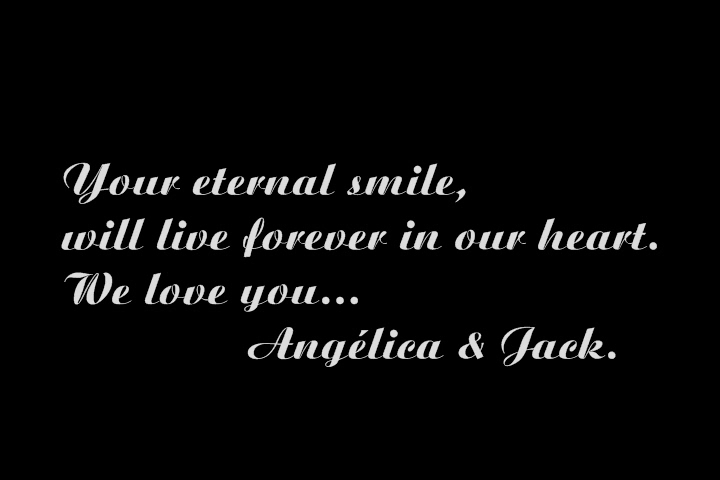 Your eternal smile,
will live forever in our heart.
We love you...
Angélica & Jack.